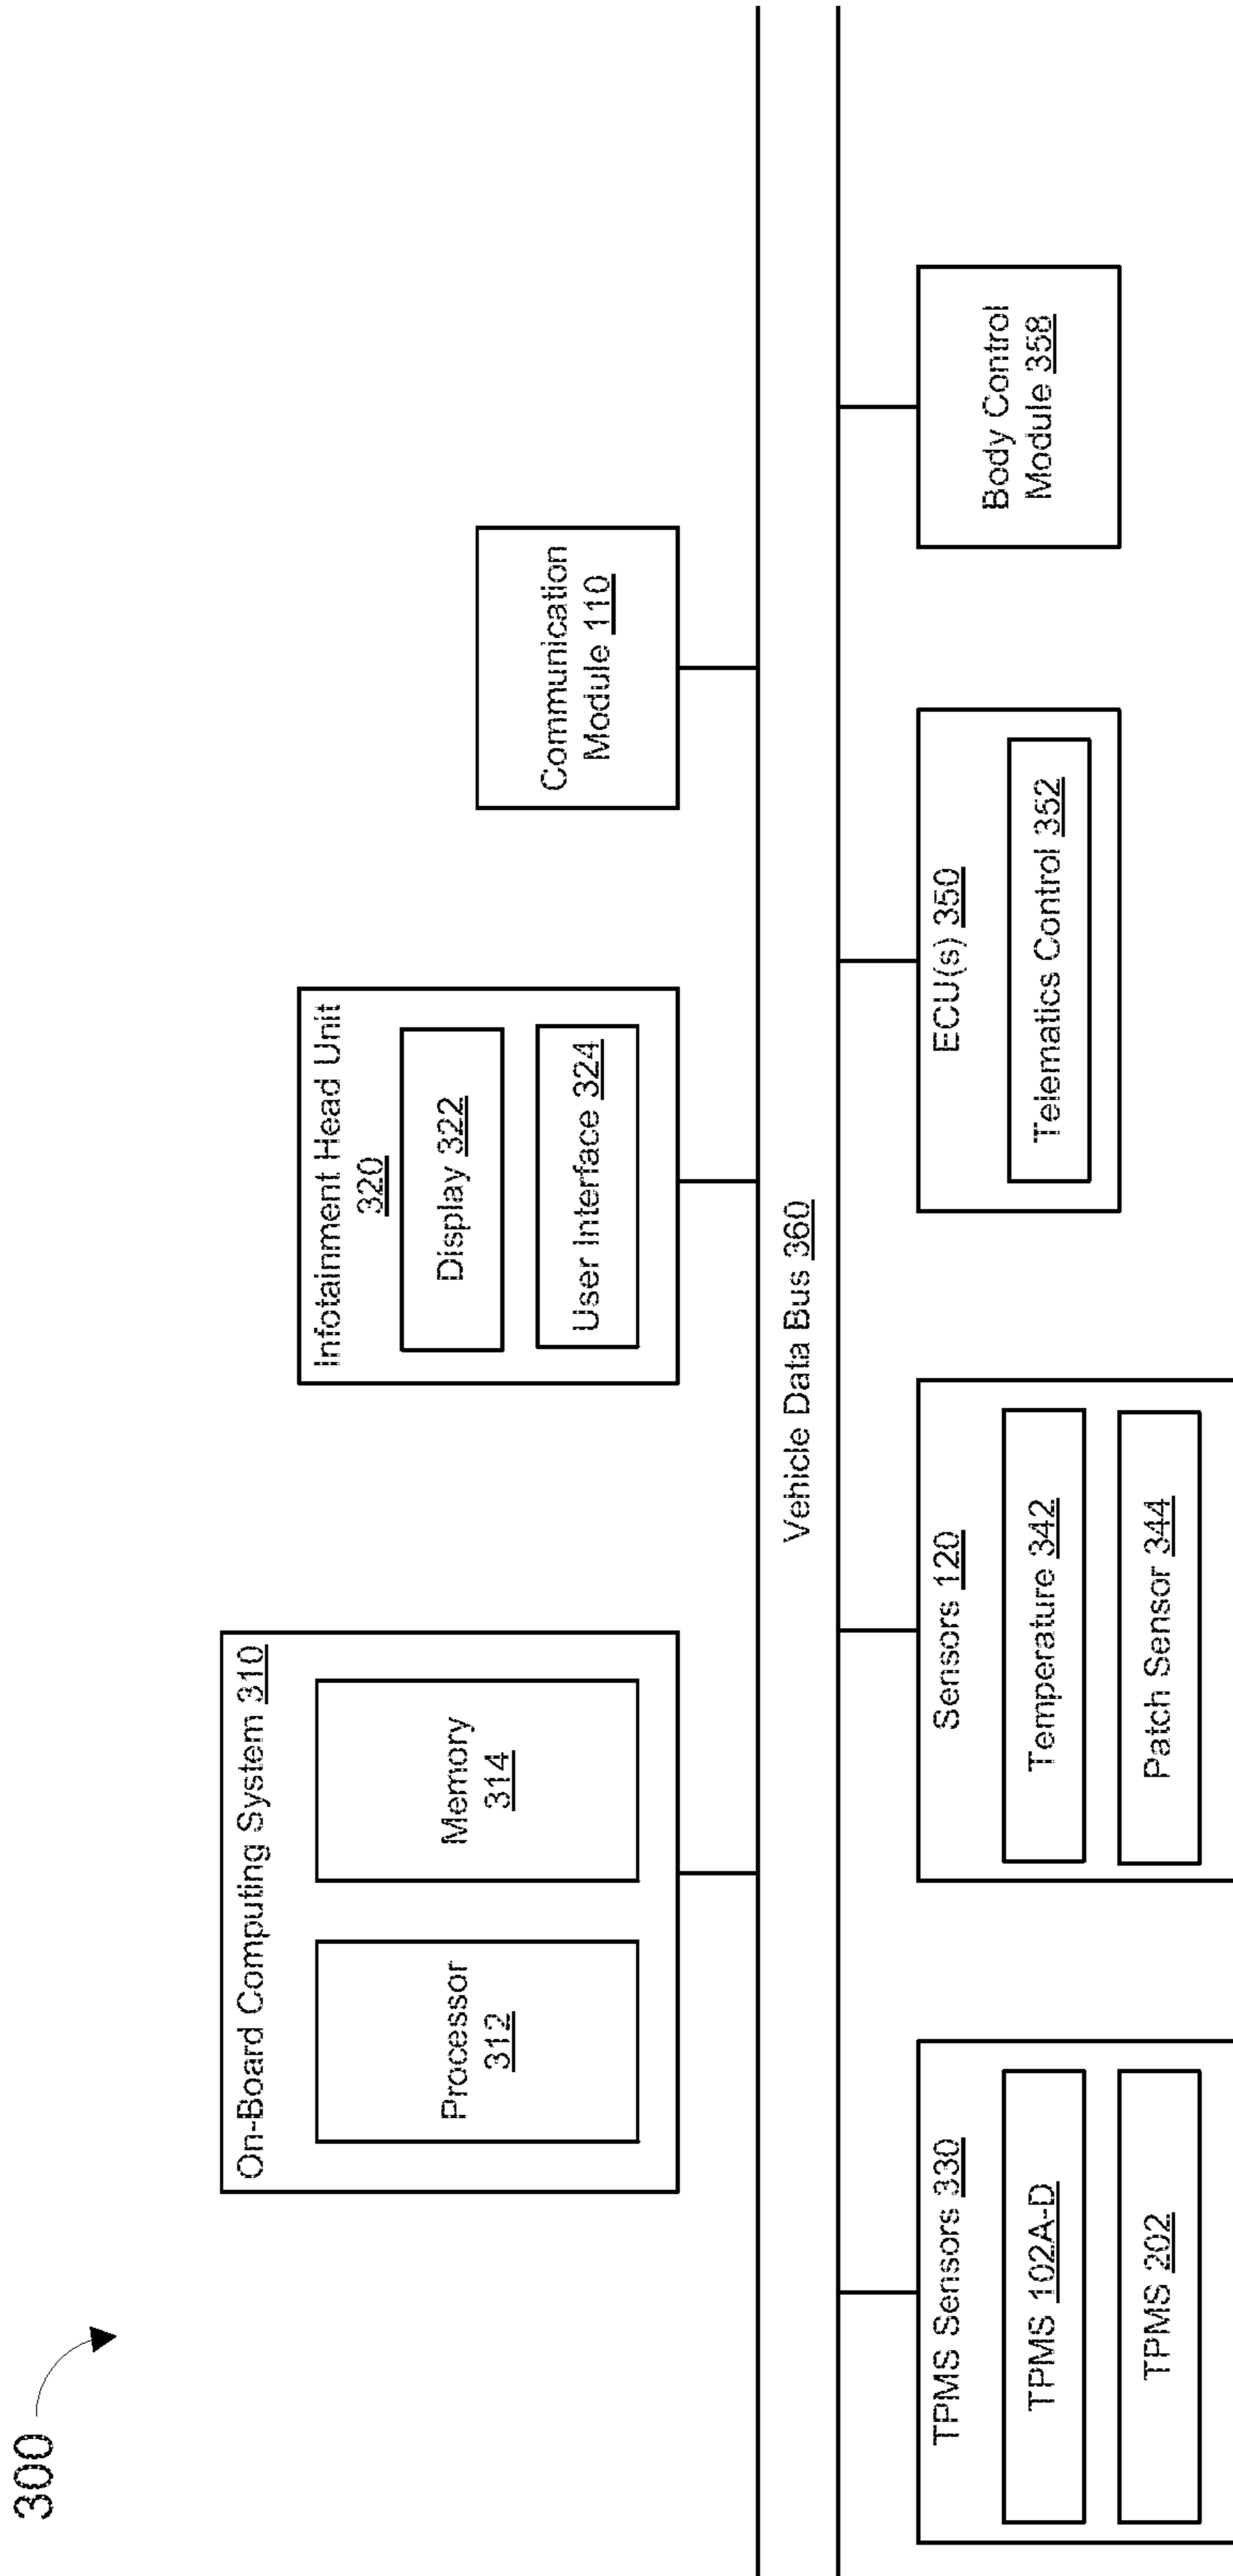 300
On-Board Computing System 310
Processor
312
Memory
314
Infotainment Head Unit
320
Display 322
User Interface 324
Communication
Module 110
Vehicle Data Bus 360
TPMS Sensors 330
TPMS 102A-D
TPMS 202
Sensors 120
Temperature 342
Patch Sensor 344
ECU(s) 350
Telematics Control 352
Body Control
Module 358